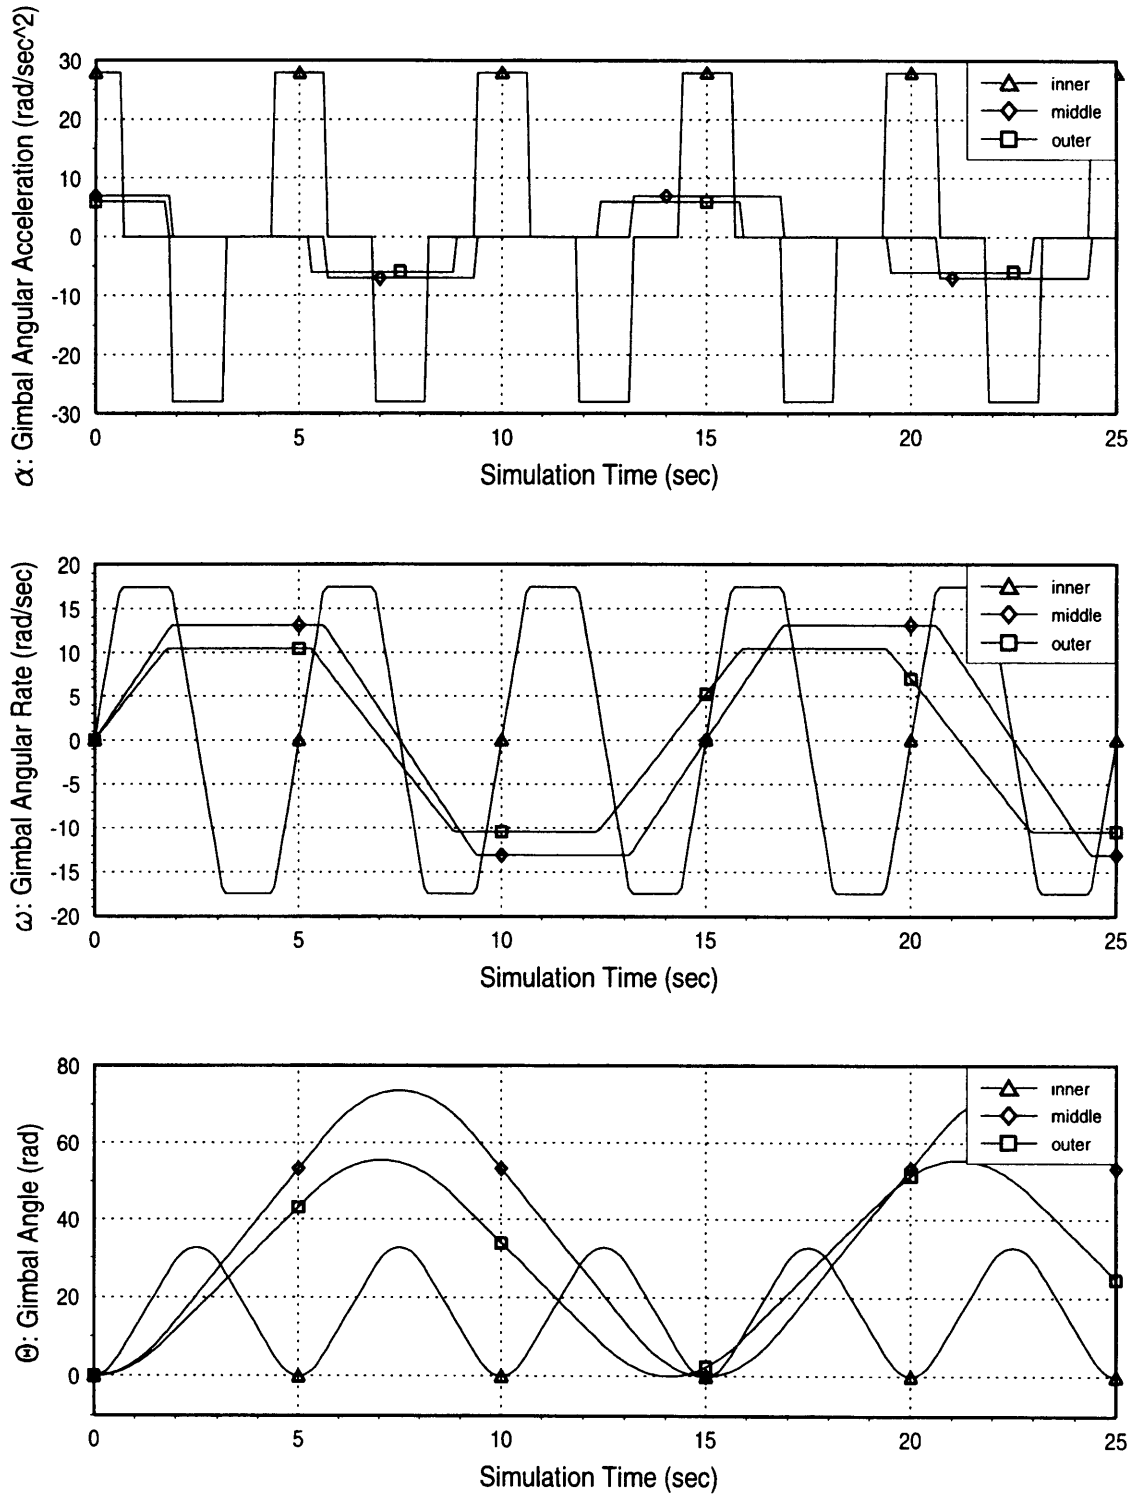 α: Gimbal Angular Acceleration (rad/sec^2)
30
20
10
0
-10
-20
-30
inner
middle
outer
0 5 10 15 20 25
Simulation Time (sec)
ω: Gimbal Angular Rate (rad/sec)
20
15
10
5
0
-5
-10
-15
-20
inner
middle
outer
0 5 10 15 20 25
Simulation Time (sec)
Θ: Gimbal Angle (rad)
80
60
40
20
0
inner
middle
outer
0 5 10 15 20 25
Simulation Time (sec)